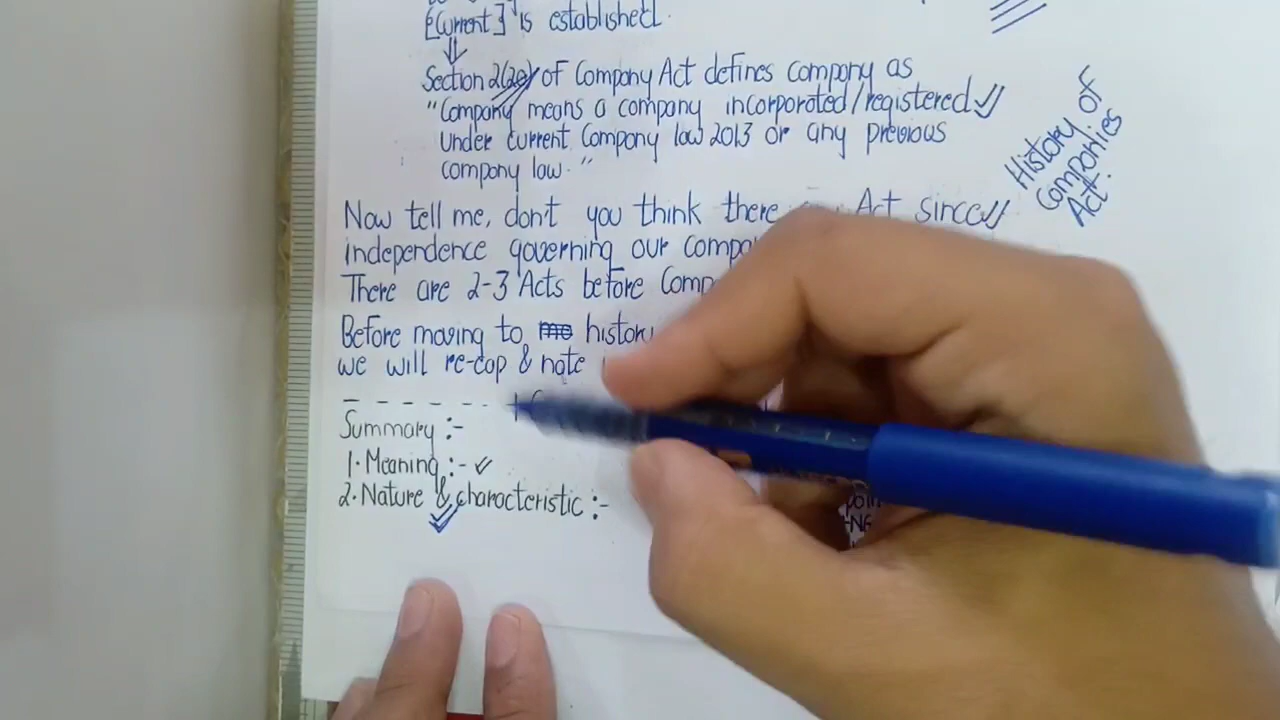 [Current] is established.
Section 2(20) of Company Act defines Company as
"Company means a company incorporated/registered
under current Company law 2013 or any previous
company law."
History of
Companies
Act.
Now tell me, don't you think there Act since
independence governing our
There are 2-3 Acts before
Before moving to history
we will re-cap & note
Summary :-
1. Meaning :-
2. Nature & characteristic :-